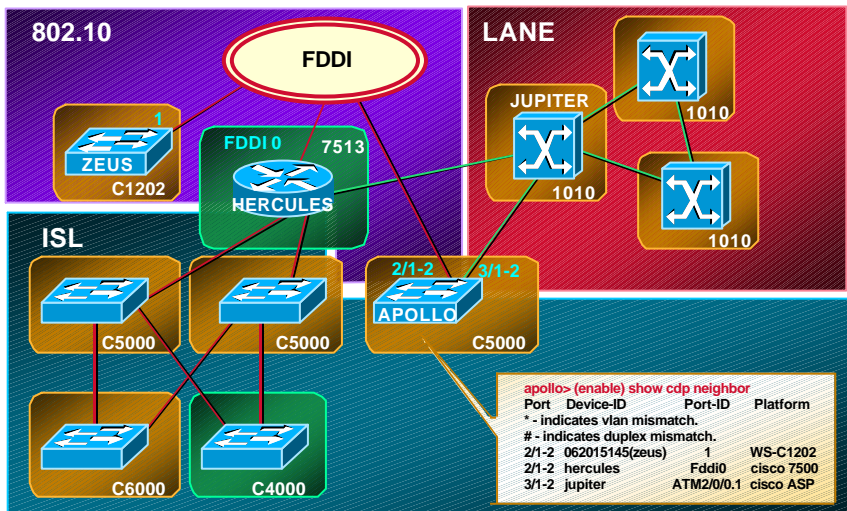 802.10
FDDI
LANE
1010
JUPITER
1010
1010
1
ZEUS
C1202
FDDI 0
7513
HERCULES
ISL
C5000
C5000
2/1-2
3/1-2
APOLLO
C5000
C6000
C4000
apollo> (enable) show cdp neighbor
Port Device-ID Port-ID Platform
* - indicates vlan mismatch.
# - indicates duplex mismatch.
2/1-2 062015145(zeus) 1 WS-C1202
2/1-2 hercules Fddi0 cisco 7500
3/1-2 jupiter ATM2/0/0.1 cisco ASP